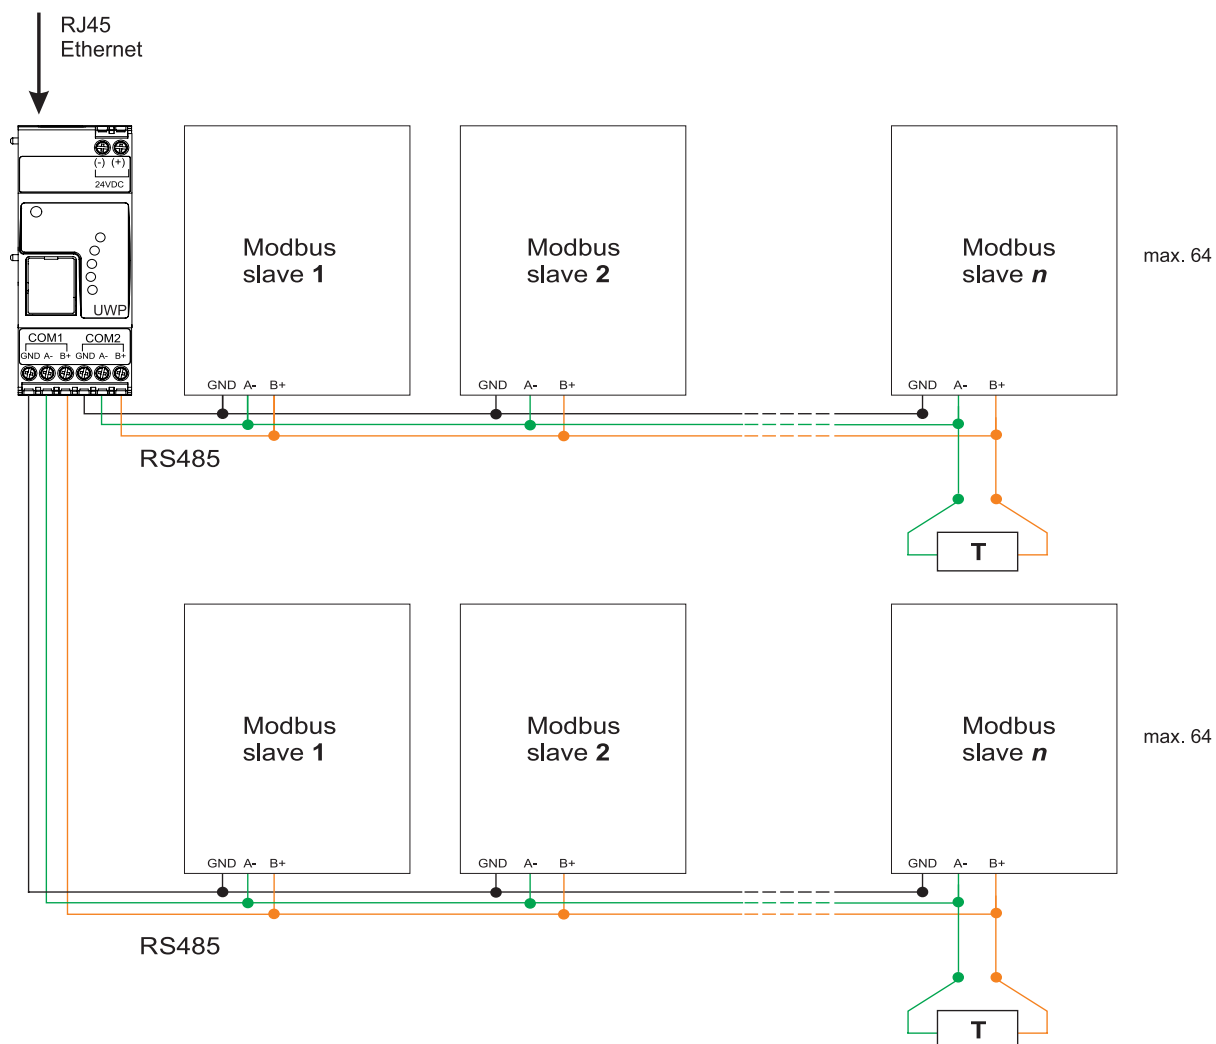 RJ45
Ethernet
(-) (+)
24VDC
UWP
COM1 COM2
GND A- B+ GND A- B+
Modbus
slave 1
Modbus
slave 2
Modbus
slave n
max. 64
GND A- B+
GND A- B+
GND A- B+
RS485
T
Modbus
slave 1
Modbus
slave 2
Modbus
slave n
max. 64
GND A- B+
GND A- B+
GND A- B+
RS485
T